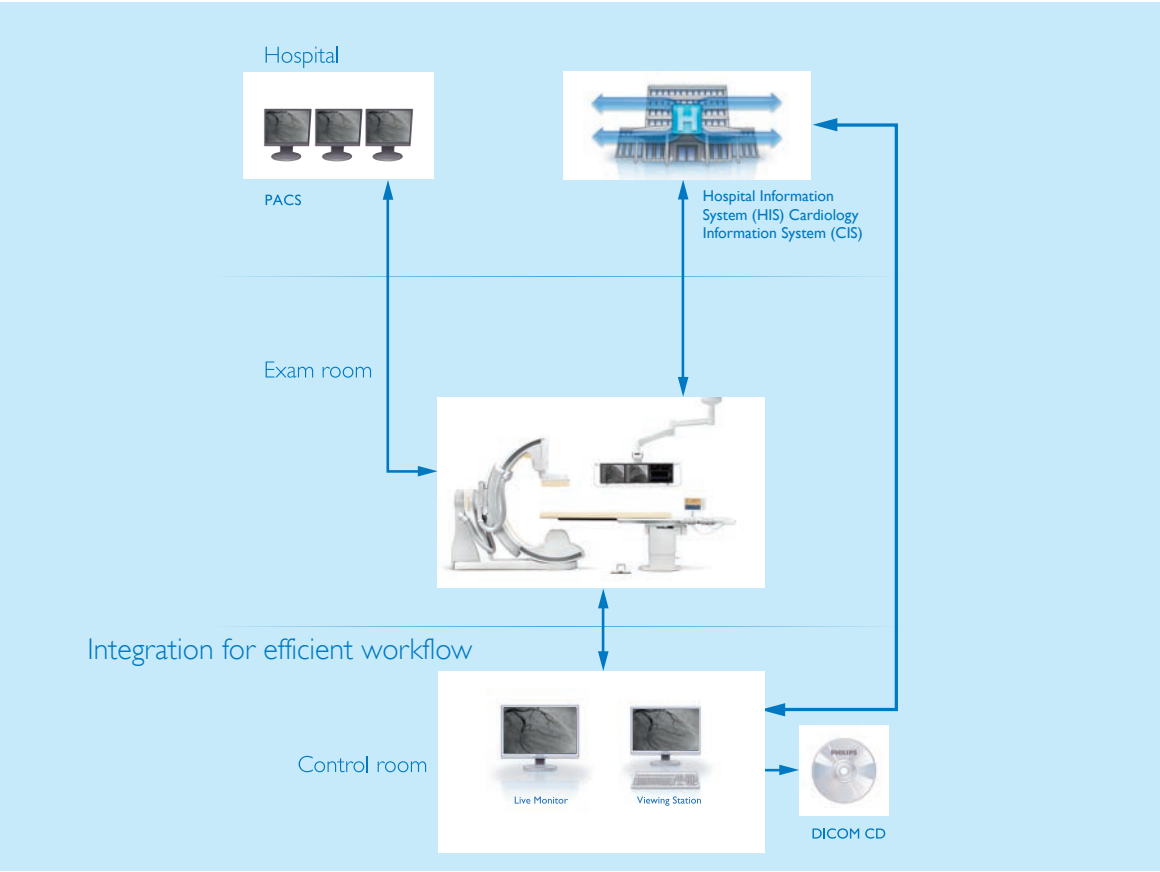 Hospital
PACS
Hospital Information
System (HIS) Cardiology
Information System (CIS)
Exam room
Integration for efficient workflow
Control room
Live Monitor
Viewing Station
PHILIPS
DICOM CD